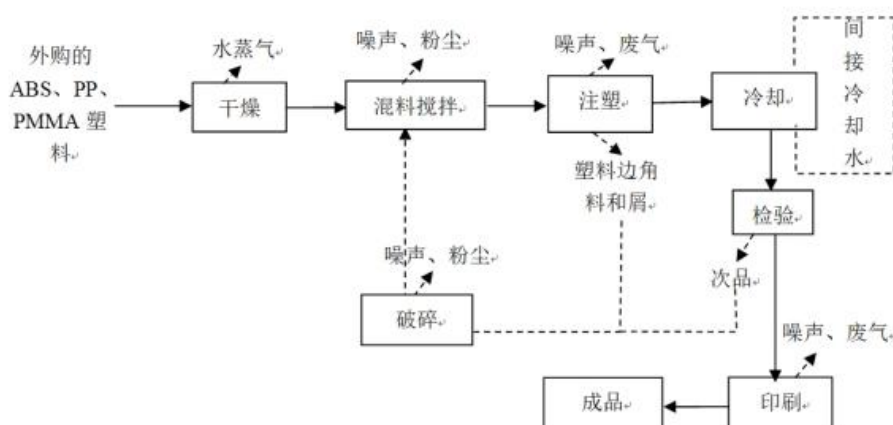 外购的
ABS、PP、
PMMA 塑
料
水蒸气
干燥
噪声、粉尘
混料搅拌
噪声、废气
注塑
塑料边角
料和屑
冷却
间
接
冷
却
水
检验
次品
噪声、粉尘
破碎
噪声、废气
印刷
成品